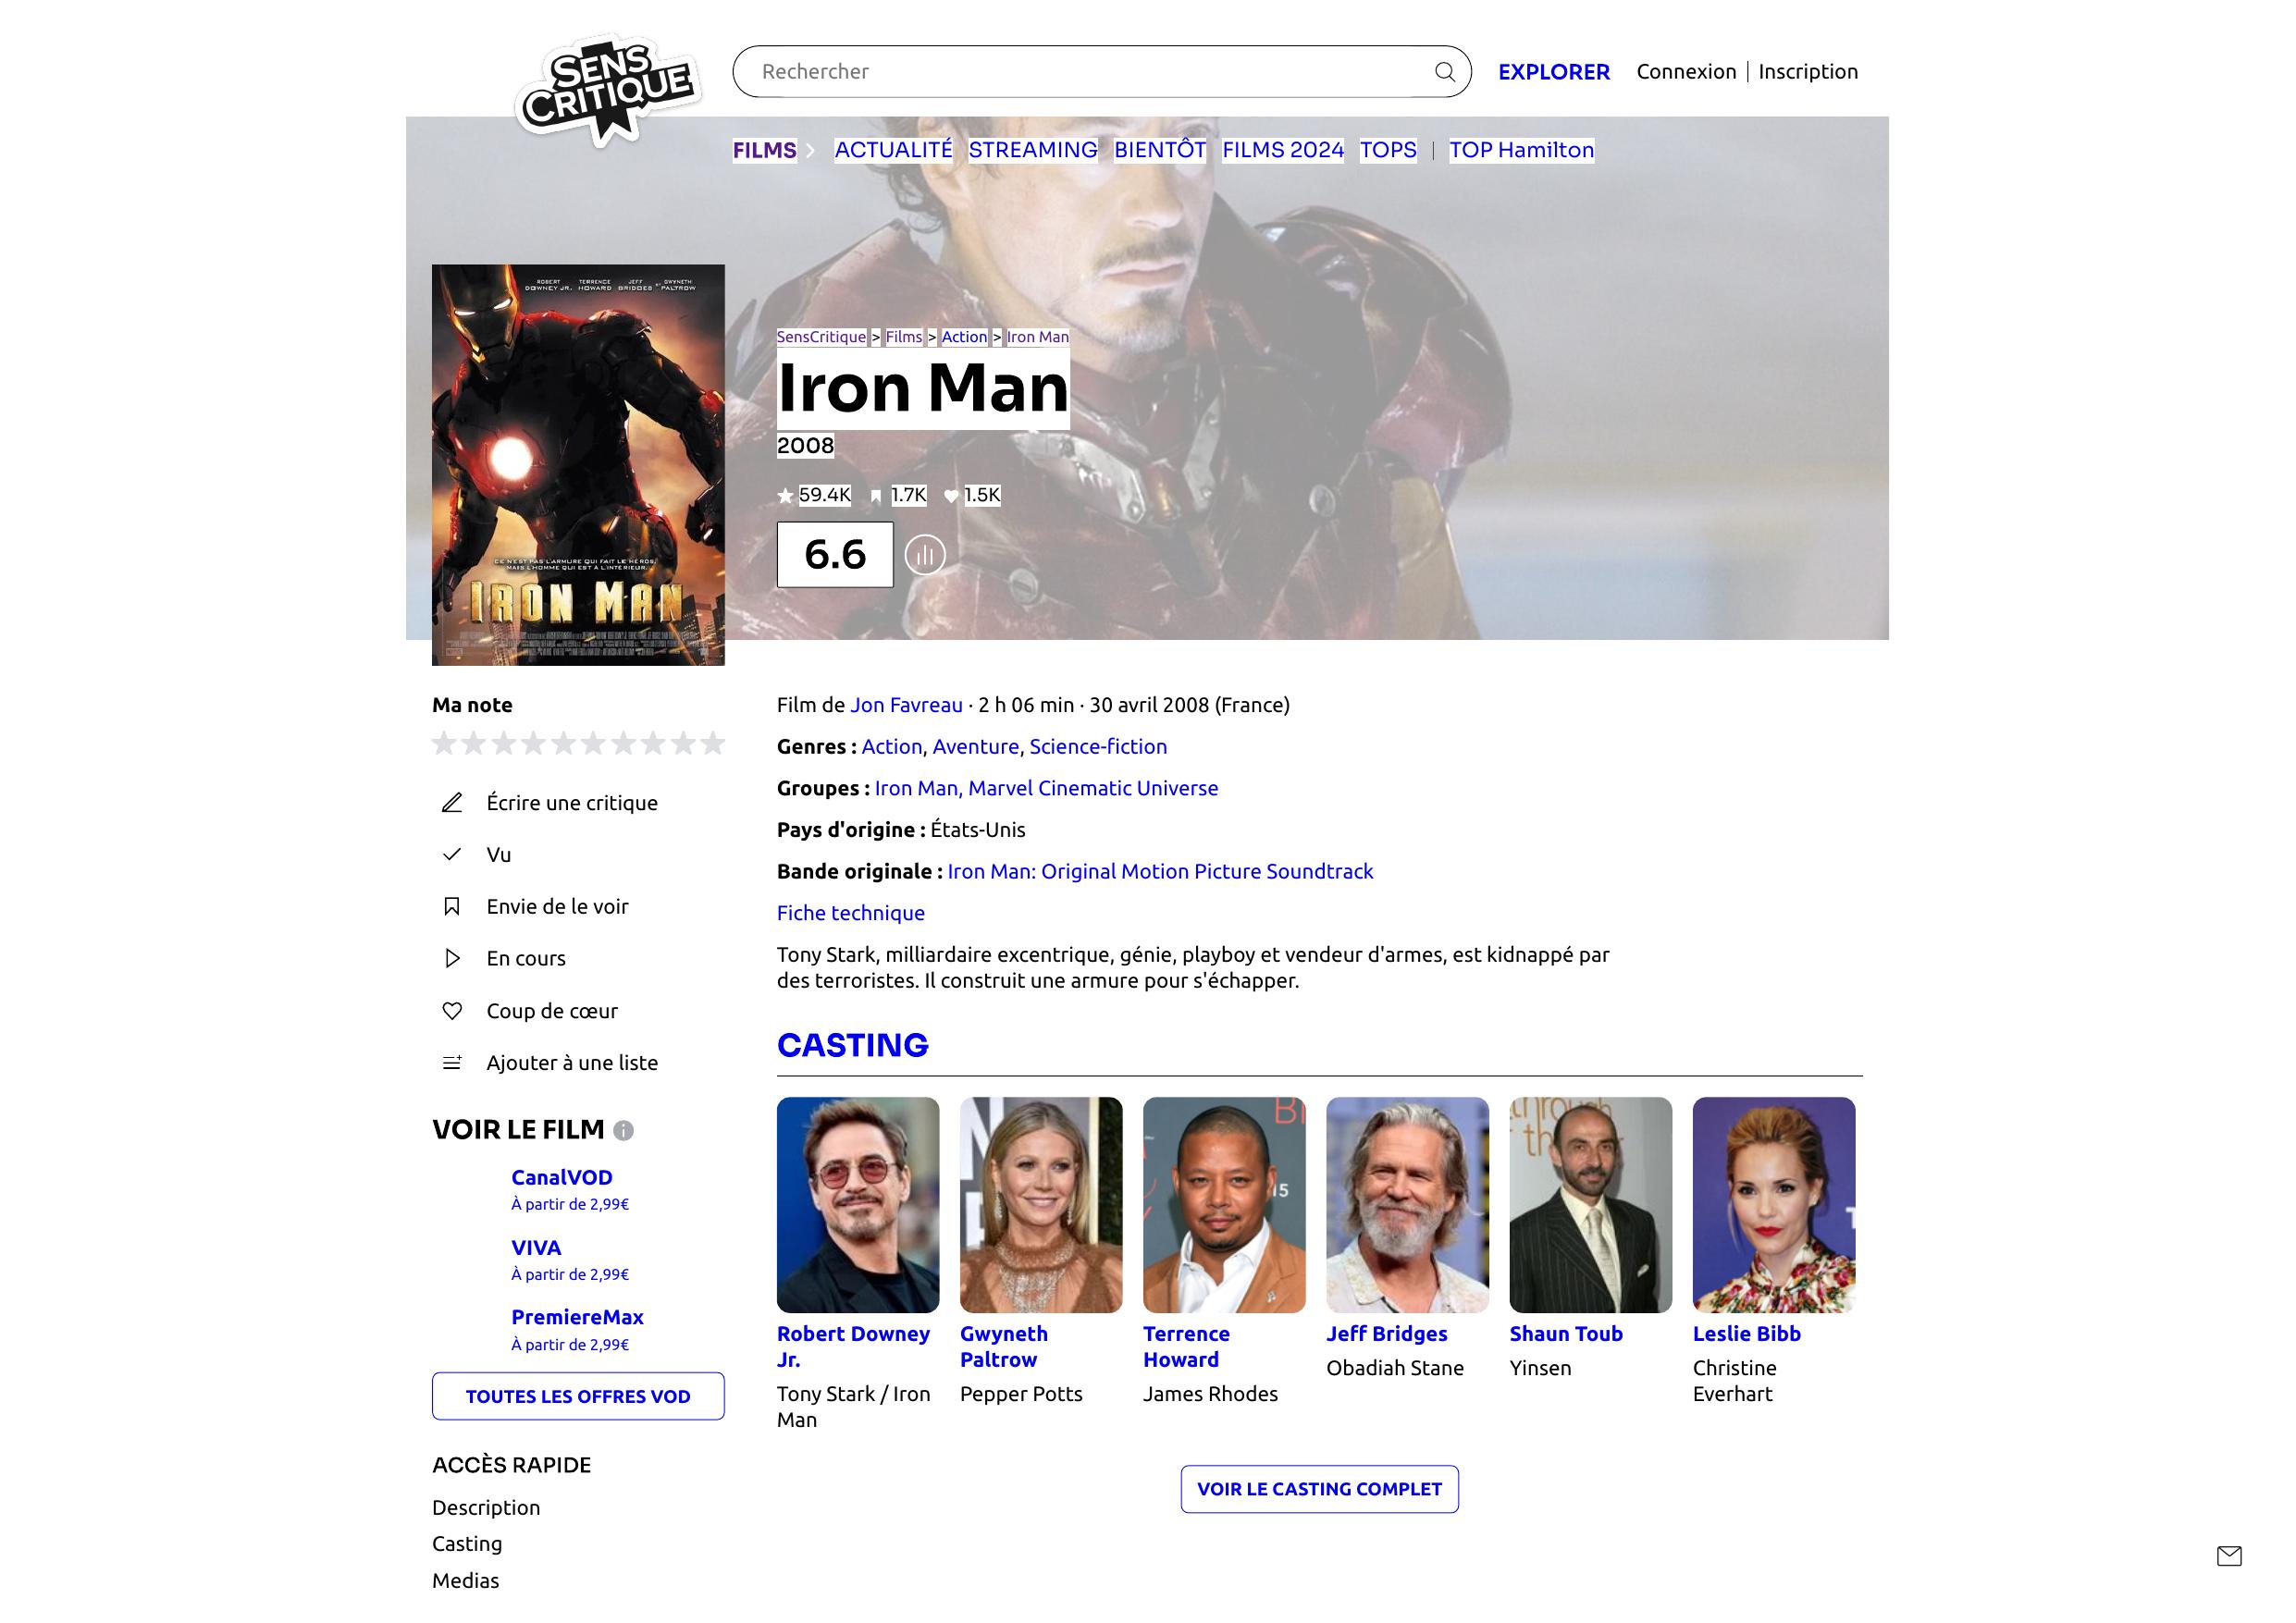 SENS
CRITIQUE
Rechercher
EXPLORER
Connexion | Inscription
FILMS
ACTUALITÉ STREAMING BIENTÔT FILMS 2024 TOPS | TOP Hamilton
ROBERT DOWNEY JR. TERRENCE HOWARD JEFF BRIDGES ET GWYNETH PALTROW
CE N'EST PAS L'ARMURE QUI FAIT LE HÉROS,
MAIS L'HOMME QUI EST À L'INTÉRIEUR.
IRON MAN
SensCritique > Films > Action > Iron Man
Iron Man
2008
59.4K 1.7K 1.5K
6.6
Ma note
Écrire une critique
Vu
Envie de le voir
En cours
Coup de cœur
Ajouter à une liste
VOIR LE FILM
CanalVOD
À partir de 2,99€
VIVA
À partir de 2,99€
PremiereMax
À partir de 2,99€
TOUTES LES OFFRES VOD
ACCÈS RAPIDE
Description
Casting
Medias
Film de Jon Favreau · 2 h 06 min · 30 avril 2008 (France)
Genres : Action, Aventure, Science-fiction
Groupes : Iron Man, Marvel Cinematic Universe
Pays d'origine : États-Unis
Bande originale : Iron Man: Original Motion Picture Soundtrack
Fiche technique
Tony Stark, milliardaire excentrique, génie, playboy et vendeur d'armes, est kidnappé par
des terroristes. Il construit une armure pour s'échapper.
CASTING
Robert Downey
Jr.
Tony Stark / Iron
Man
Gwyneth
Paltrow
Pepper Potts
Terrence
Howard
James Rhodes
Jeff Bridges
Obadiah Stane
Shaun Toub
Yinsen
Leslie Bibb
Christine
Everhart
VOIR LE CASTING COMPLET